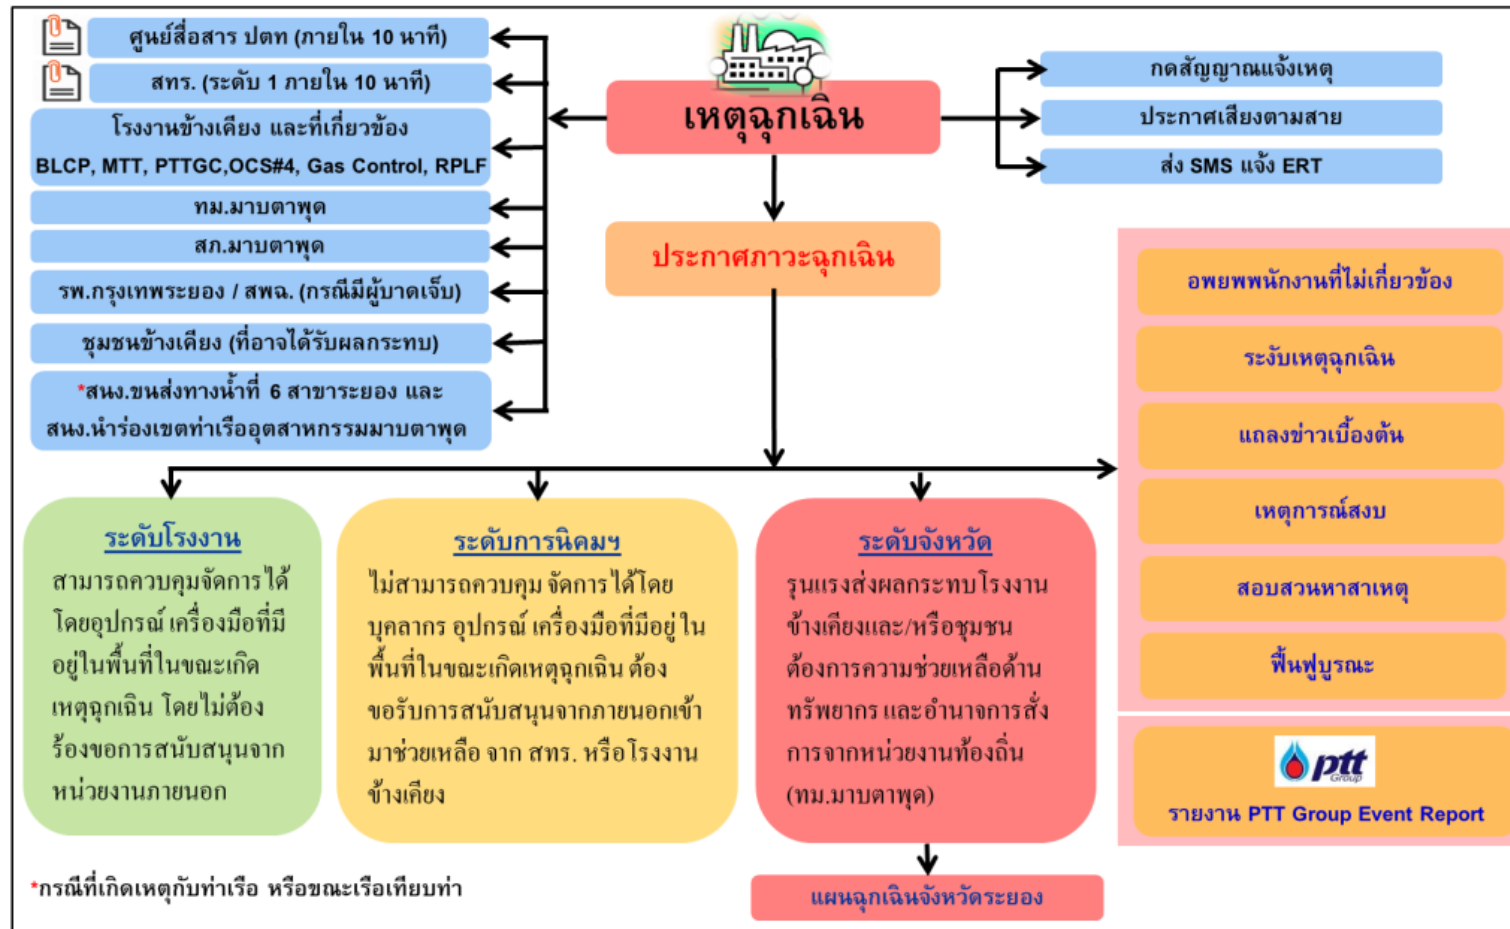 ศูนย์สื่อสาร ปตท (ภายใน 10 นาที)
สทร. (ระดับ 1 ภายใน 10 นาที)
โรงงานข้างเคียง และที่เกี่ยวข้อง
BLCP, MTT, PTTGC,OCS#4, Gas Control, RPLF
ทม.มาบตาพุด
สภ.มาบตาพุด
รพ.กรุงเทพระยอง / สพฉ. (กรณีมีผู้บาดเจ็บ)
ชุมชนข้างเคียง (ที่อาจได้รับผลกระทบ)
*สนง.ขนส่งทางน้ำที่ 6 สาขาระยอง และ
สนง.นำร่องเขตท่าเรืออุตสาหกรรมมาบตาพุด
เหตุฉุกเฉิน
กดสัญญาณแจ้งเหตุ
ประกาศเสียงตามสาย
ส่ง SMS แจ้ง ERT
ประกาศภาวะฉุกเฉิน
อพยพพนักงานที่ไม่เกี่ยวข้อง
ระงับเหตุฉุกเฉิน
แถลงข่าวเบื้องต้น
เหตุการณ์สงบ
สอบสวนหาสาเหตุ
ฟื้นฟูบูรณะ
ptt
Group
รายงาน PTT Group Event Report
ระดับโรงงาน
สามารถควบคุมจัดการได้
โดยอุปกรณ์ เครื่องมือที่มี
อยู่ในพื้นที่ในขณะเกิด
เหตุฉุกเฉิน โดยไม่ต้อง
ร้องขอการสนับสนุนจาก
หน่วยงานภายนอก
ระดับการนิคมฯ
ไม่สามารถควบคุม จัดการได้โดย
บุคลากร อุปกรณ์ เครื่องมือที่มีอยู่ ใน
พื้นที่ในขณะเกิดเหตุฉุกเฉิน ต้อง
ขอรับการสนับสนุนจากภายนอกเข้า
มาช่วยเหลือ จาก สทร. หรือโรงงาน
ข้างเคียง
ระดับจังหวัด
รุนแรงส่งผลกระทบโรงงาน
ข้างเคียงและ/หรือชุมชน
ต้องการความช่วยเหลือด้าน
ทรัพยากร และอำนาจการสั่ง
การจากหน่วยงานท้องถิ่น
(ทม.มาบตาพุด)
แผนฉุกเฉินจังหวัดระยอง
*กรณีที่เกิดเหตุกับท่าเรือ หรือขณะเรือเทียบท่า